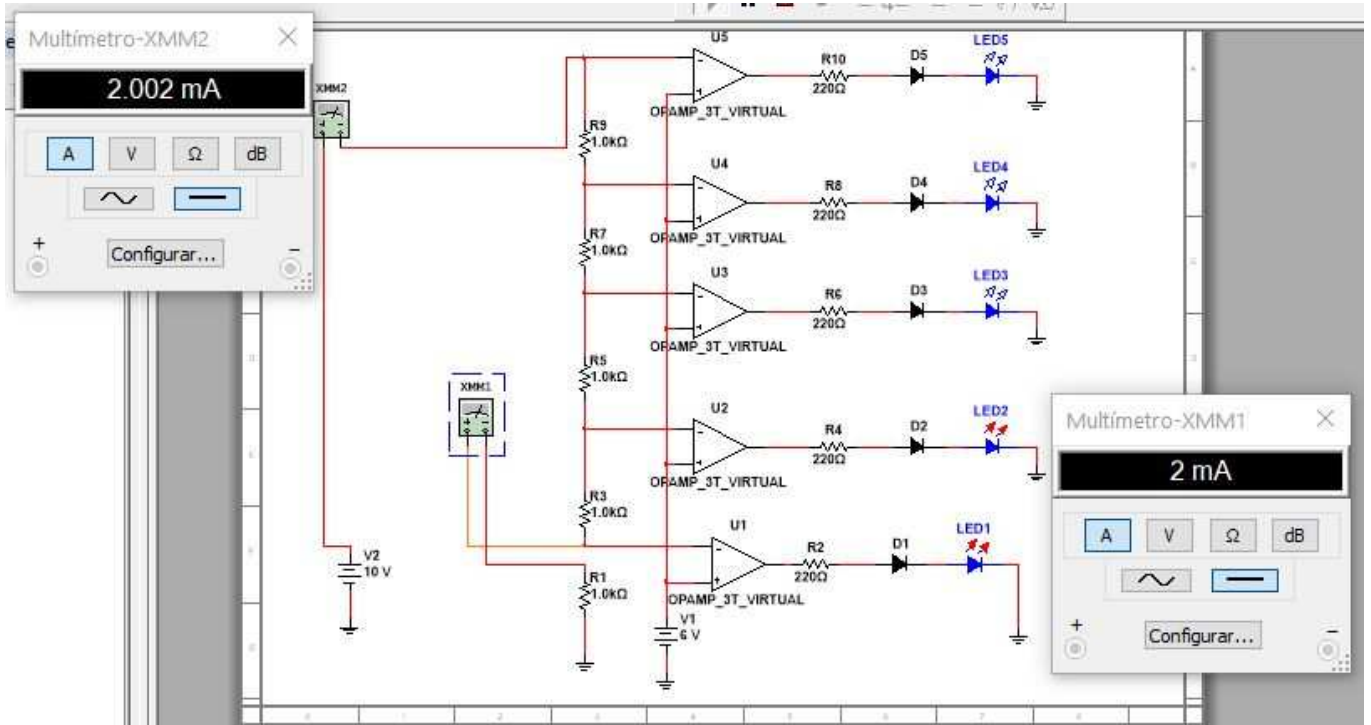 Multímetro-XMM2
2.002 mA
A V Ω dB
+
Configurar...
-
XMM2
U5
OPAMP_3T_VIRTUAL
R10
220Ω
D5
LED5
R9
1.0kΩ
U4
OPAMP_3T_VIRTUAL
R8
220Ω
D4
LED4
R7
1.0kΩ
U3
OPAMP_3T_VIRTUAL
R6
220Ω
D3
LED3
R5
1.0kΩ
XMM1
U2
OPAMP_3T_VIRTUAL
R4
220Ω
D2
LED2
R3
1.0kΩ
U1
OPAMP_3T_VIRTUAL
R2
220Ω
D1
LED1
R1
1.0kΩ
V2
10 V
V1
6 V
Multímetro-XMM1
2 mA
A V Ω dB
+
Configurar...
-